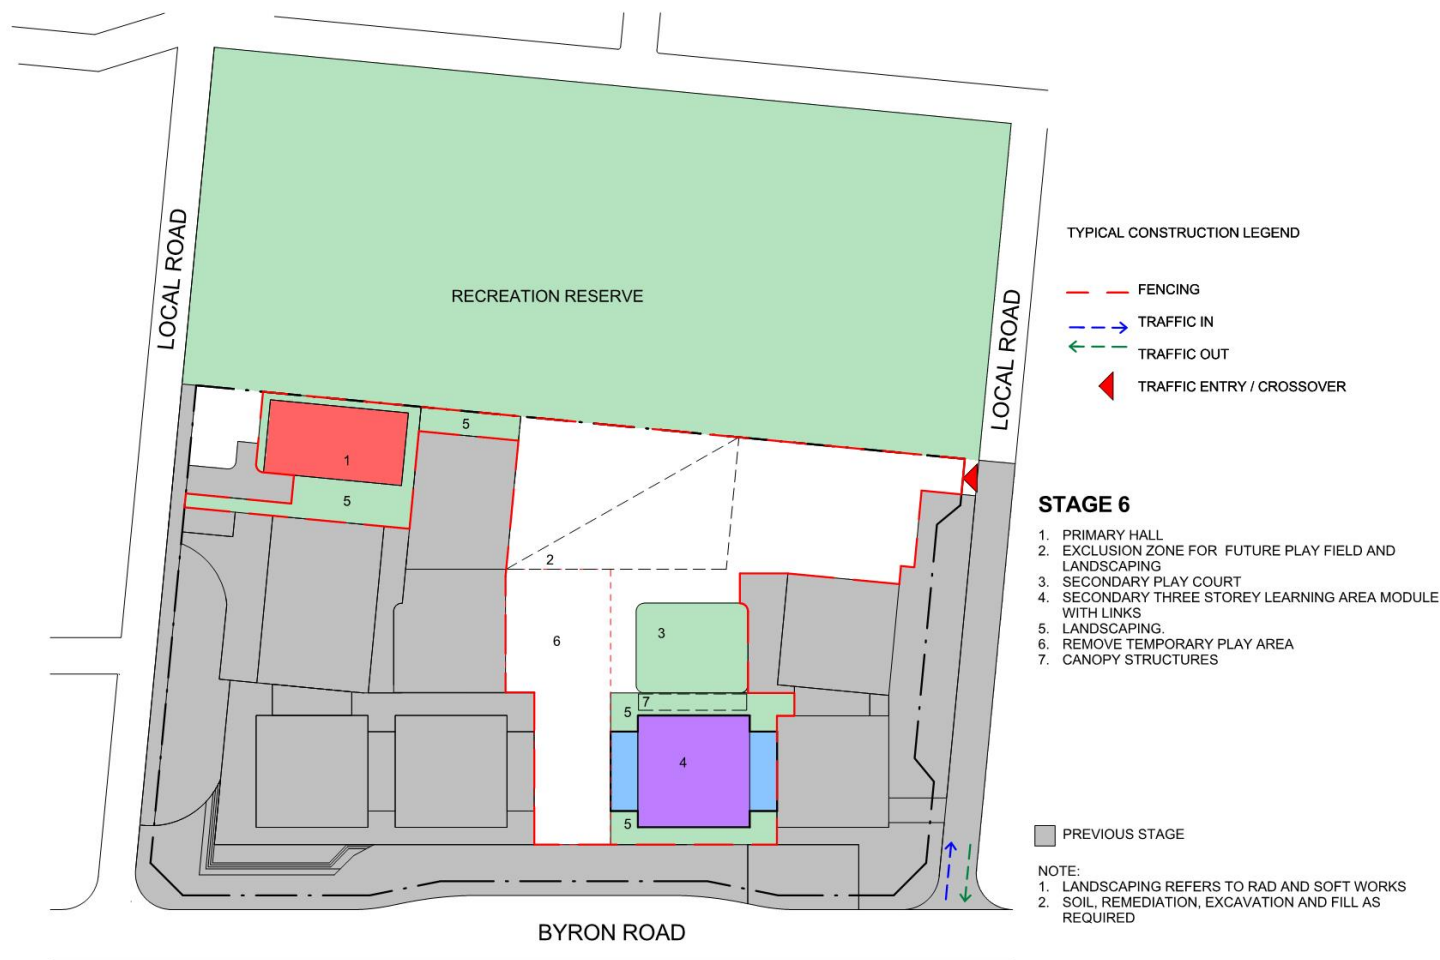 LOCAL ROAD
RECREATION RESERVE
LOCAL ROAD
1
5
5
2
6
3
7
5
4
5
BYRON ROAD
TYPICAL CONSTRUCTION LEGEND
FENCING
TRAFFIC IN
TRAFFIC OUT
TRAFFIC ENTRY / CROSSOVER
STAGE 6
1. PRIMARY HALL
2. EXCLUSION ZONE FOR FUTURE PLAY FIELD AND
LANDSCAPING
3. SECONDARY PLAY COURT
4. SECONDARY THREE STOREY LEARNING AREA MODULE
WITH LINKS
5. LANDSCAPING.
6. REMOVE TEMPORARY PLAY AREA
7. CANOPY STRUCTURES
PREVIOUS STAGE
NOTE:
1. LANDSCAPING REFERS TO RAD AND SOFT WORKS
2. SOIL, REMEDIATION, EXCAVATION AND FILL AS
REQUIRED